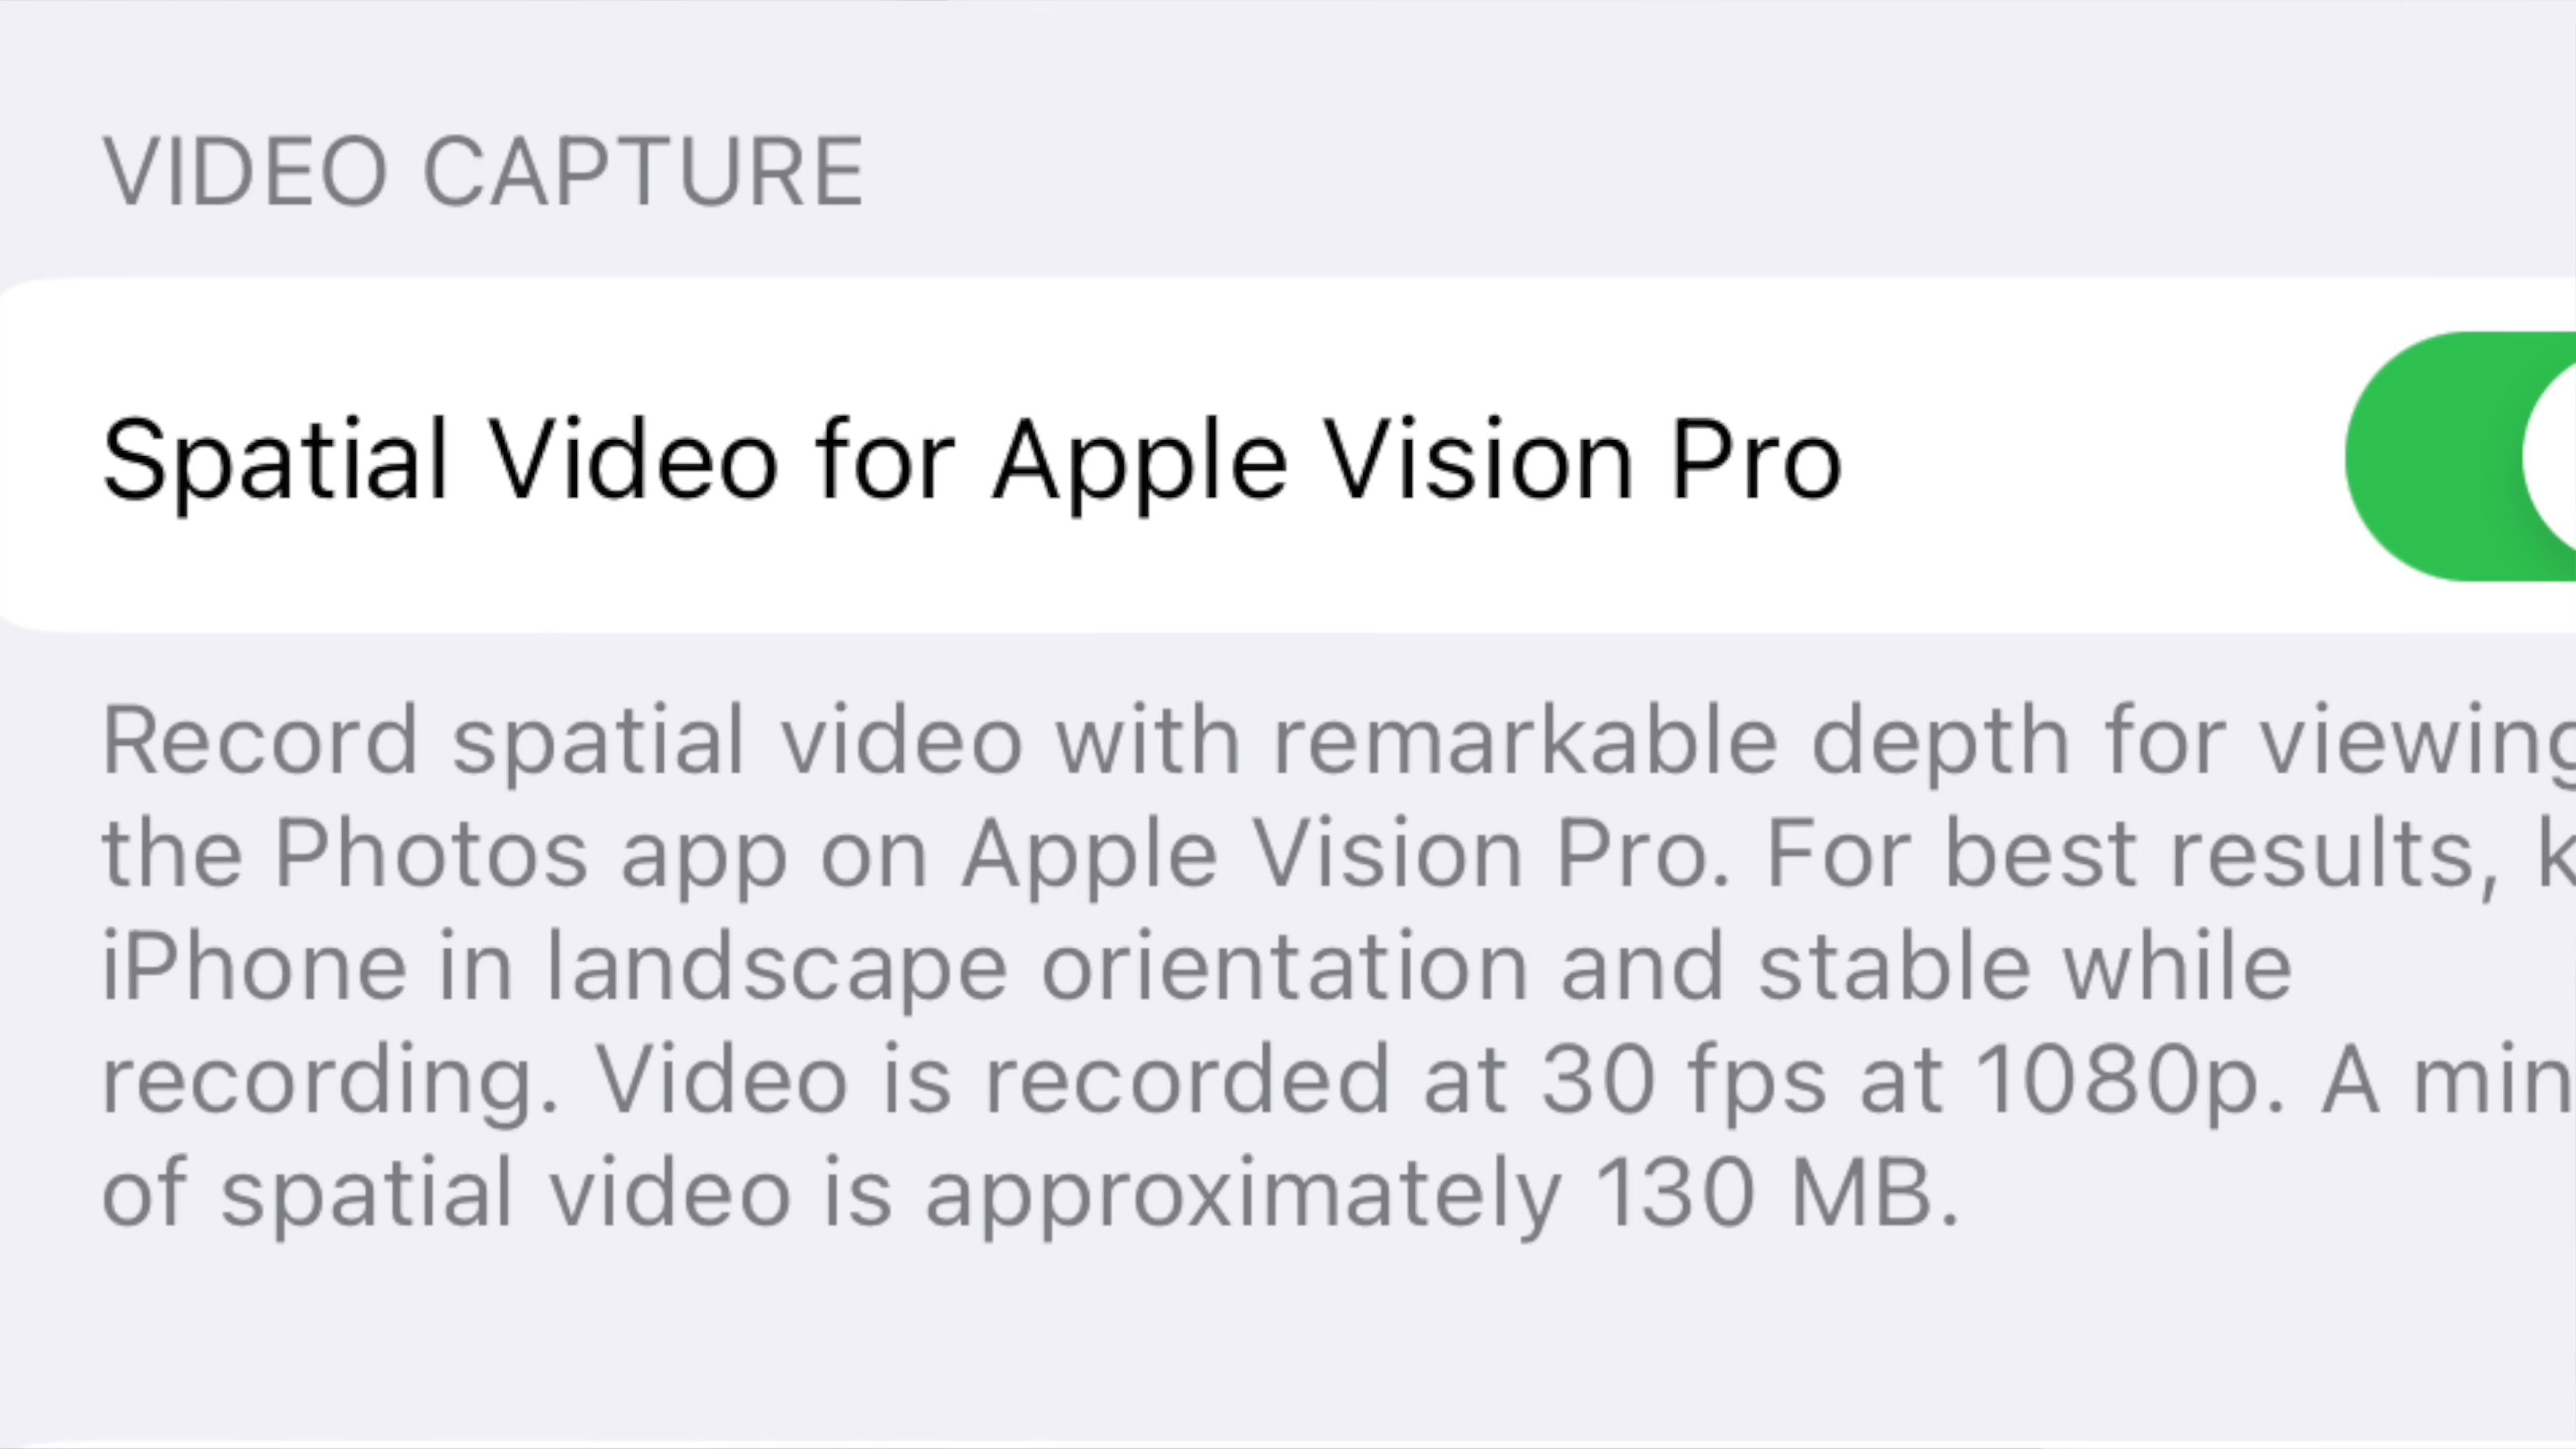 VIDEO CAPTURE
Spatial Video for Apple Vision Pro
Record spatial video with remarkable depth for viewing
the Photos app on Apple Vision Pro. For best results,
iPhone in landscape orientation and stable while
recording. Video is recorded at 30 fps at 1080p. A
of spatial video is approximately 130 MB.